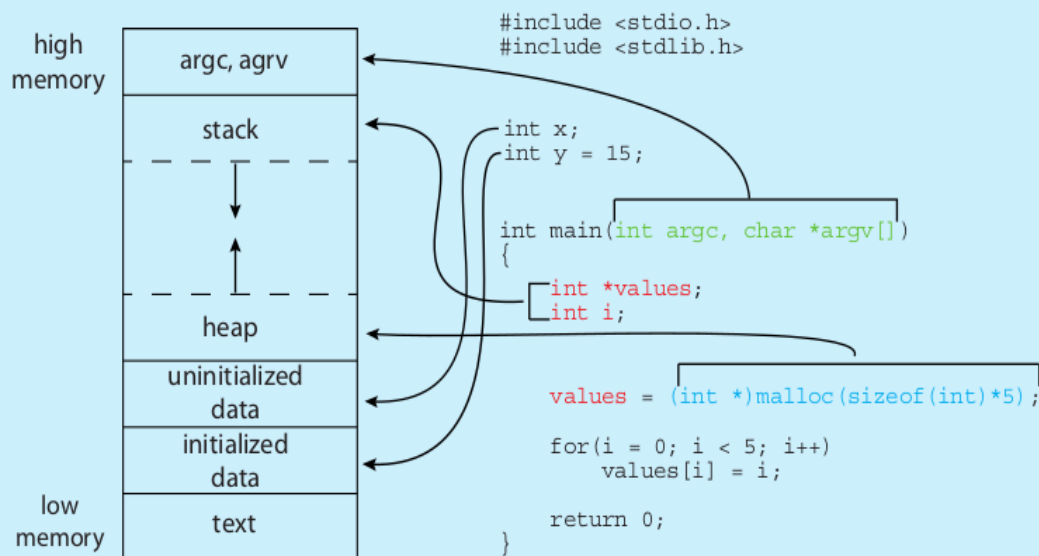 high
memory
argc, agrv
stack
heap
uninitialized
data
initialized
data
low
memory
text
#include <stdio.h>
#include <stdlib.h>
int x;
int y = 15;
int main(int argc, char *argv[])
{
int *values;
int i;
values = (int *)malloc(sizeof(int)*5);
for(i = 0; i < 5; i++)
values[i] = i;
return 0;
}